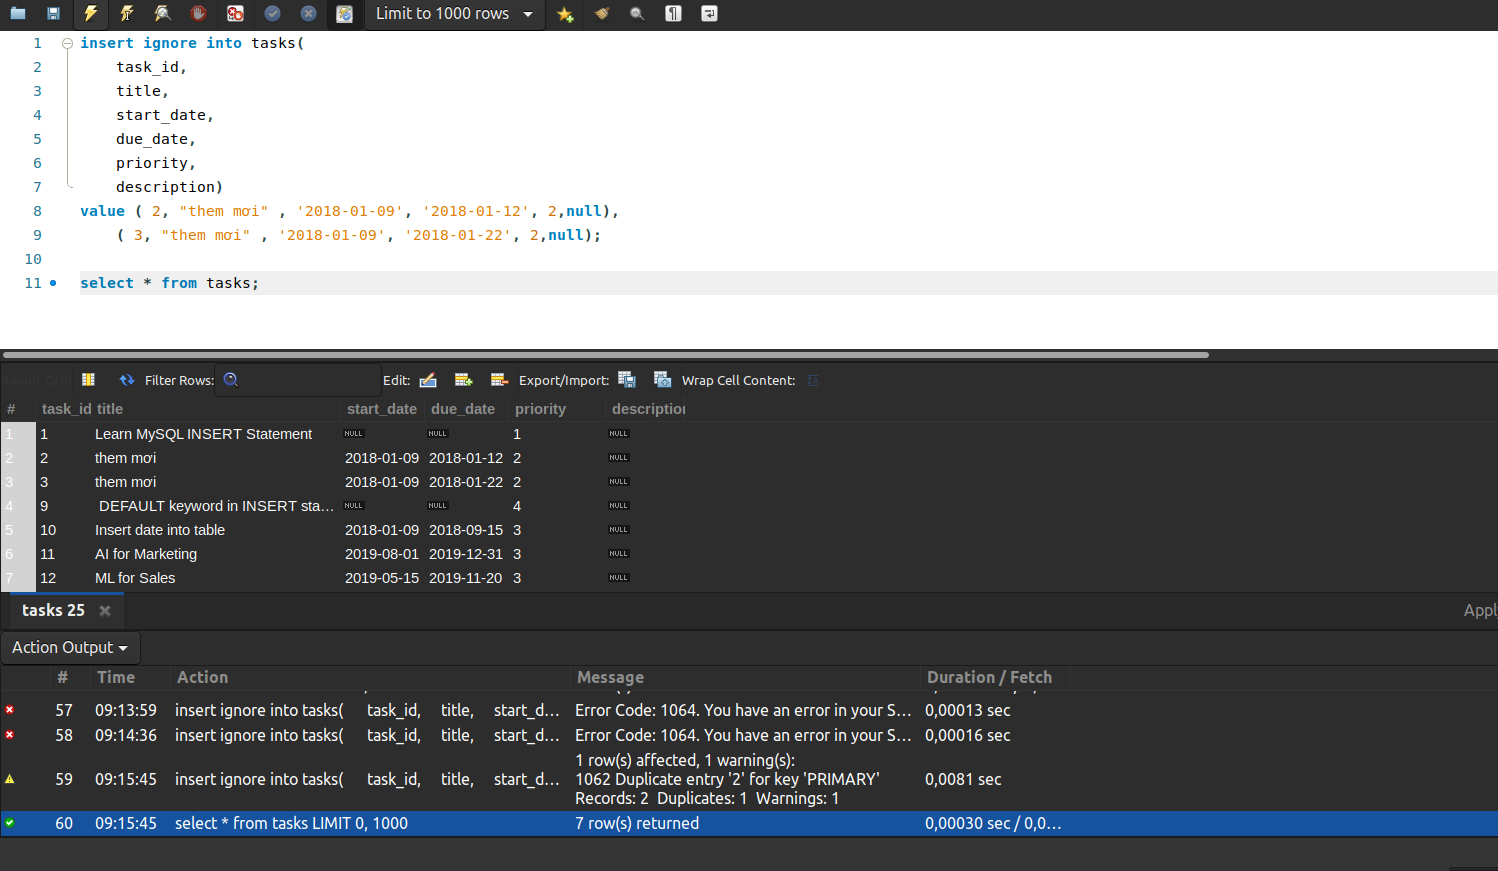 Limit to 1000 rows
1 insert ignore into tasks(
2 task_id,
3 title,
4 start_date,
5 due_date,
6 priority,
7 description)
8 value ( 2, "them mơi" , '2018-01-09', '2018-01-12', 2,null),
9 ( 3, "them mơi" , '2018-01-09', '2018-01-22', 2,null);
10
11 select * from tasks;
Result Grid Filter Rows: Edit: Export/Import: Wrap Cell Content:
# task_id title start_date due_date priority description
1 1 Learn MySQL INSERT Statement NULL NULL 1 NULL
2 2 them mơi 2018-01-09 2018-01-12 2 NULL
3 3 them mơi 2018-01-09 2018-01-22 2 NULL
4 9 DEFAULT keyword in INSERT sta... NULL NULL 4 NULL
5 10 Insert date into table 2018-01-09 2018-09-15 3 NULL
6 11 AI for Marketing 2019-08-01 2019-12-31 3 NULL
7 12 ML for Sales 2019-05-15 2019-11-20 3 NULL
tasks 25 Appl
Action Output
# Time Action Message Duration / Fetch
57 09:13:59 insert ignore into tasks( task_id, title, start_d... Error Code: 1064. You have an error in your S... 0,00013 sec
58 09:14:36 insert ignore into tasks( task_id, title, start_d... Error Code: 1064. You have an error in your S... 0,00016 sec
1 row(s) affected, 1 warning(s):
59 09:15:45 insert ignore into tasks( task_id, title, start_d... 1062 Duplicate entry '2' for key 'PRIMARY' 0,0081 sec
Records: 2 Duplicates: 1 Warnings: 1
60 09:15:45 select * from tasks LIMIT 0, 1000 7 row(s) returned 0,00030 sec / 0,0...